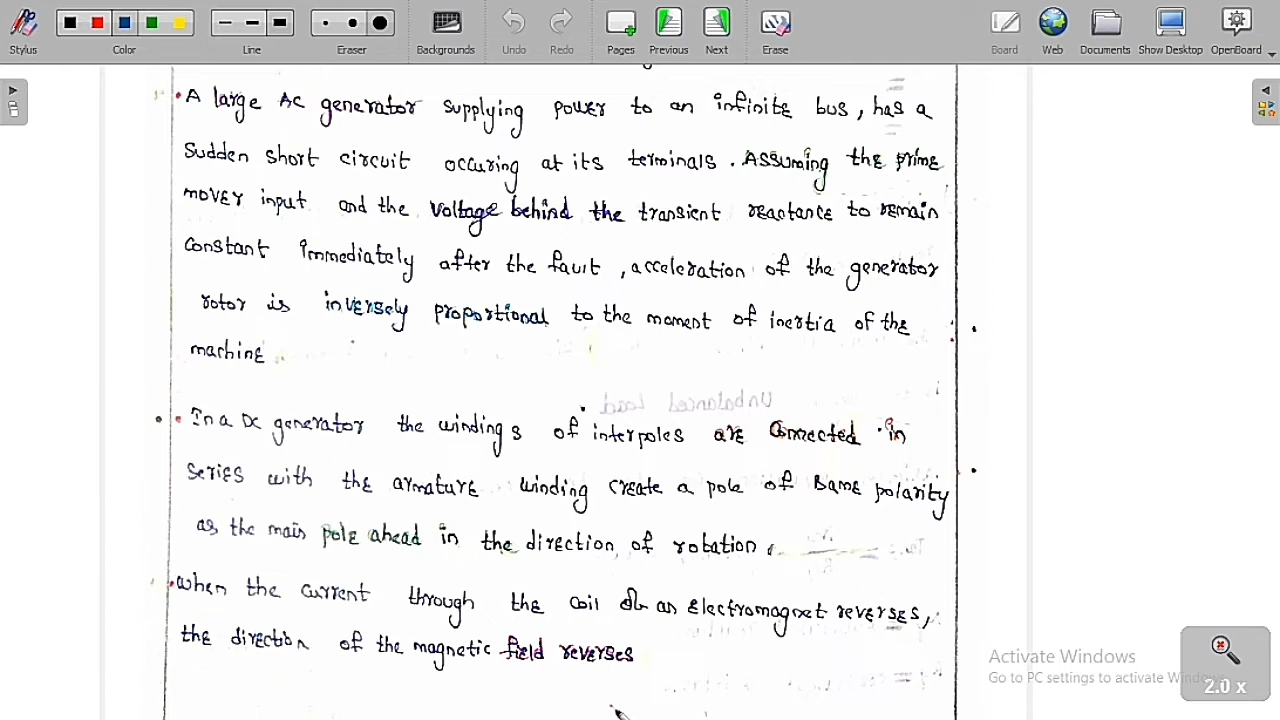 Stylus
Color
Line
Eraser
Backgrounds
Undo
Redo
Pages
Previous
Next
Erase
Board
Web
Documents
Show Desktop
OpenBoard
• A large AC generator supplying power to an infinite bus, has a
sudden short circuit occuring at its terminals. Assuming the prime
mover input and the voltage behind the transient reactance to remain
constant immediately after the fault, acceleration of the generator
rotor is inversely proportional to the moment of inertia of the
machine
Unbalanced Load
• In a DC generator the windings of interpoles are connected in
series with the armature winding create a pole of same polarity
as the main pole ahead in the direction of rotation.
• when the current through the coil of an electromagnet reverses,
the direction of the magnetic field reverses
Activate Windows
Go to PC settings to activate Windows.
2.0 x